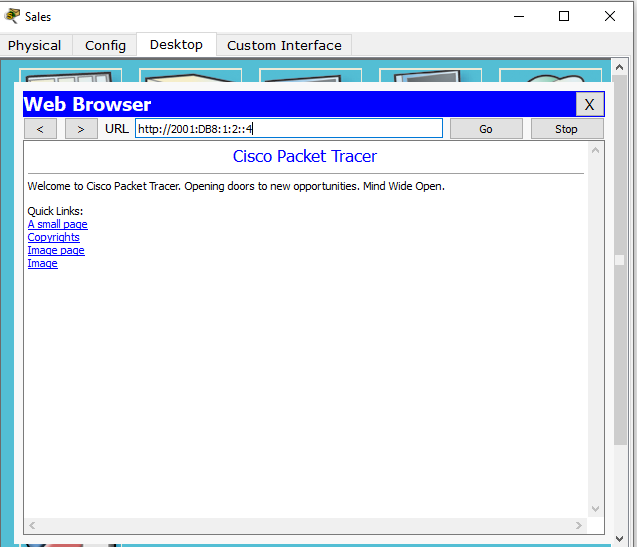 Sales
Physical Config Desktop Custom Interface
Web Browser X
< > URL http://2001:DB8:1:2::4 Go Stop
Cisco Packet Tracer
Welcome to Cisco Packet Tracer. Opening doors to new opportunities. Mind Wide Open.
Quick Links:
A small page
Copyrights
Image page
Image